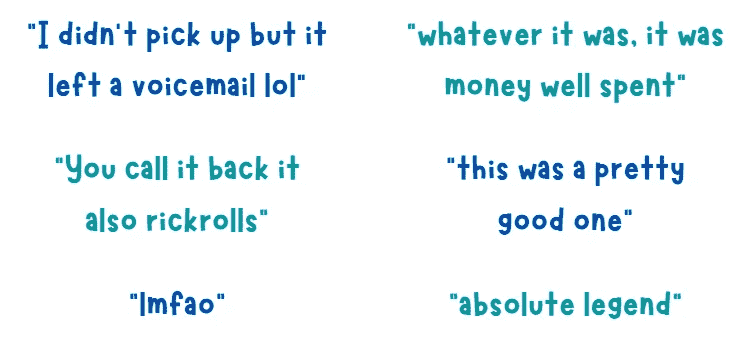 "I didn't pick up but it
left a voicemail lol"
"whatever it was, it was
money well spent"
"You call it back it
also rickrolls"
"this was a pretty
good one"
"lmfao"
"absolute legend"